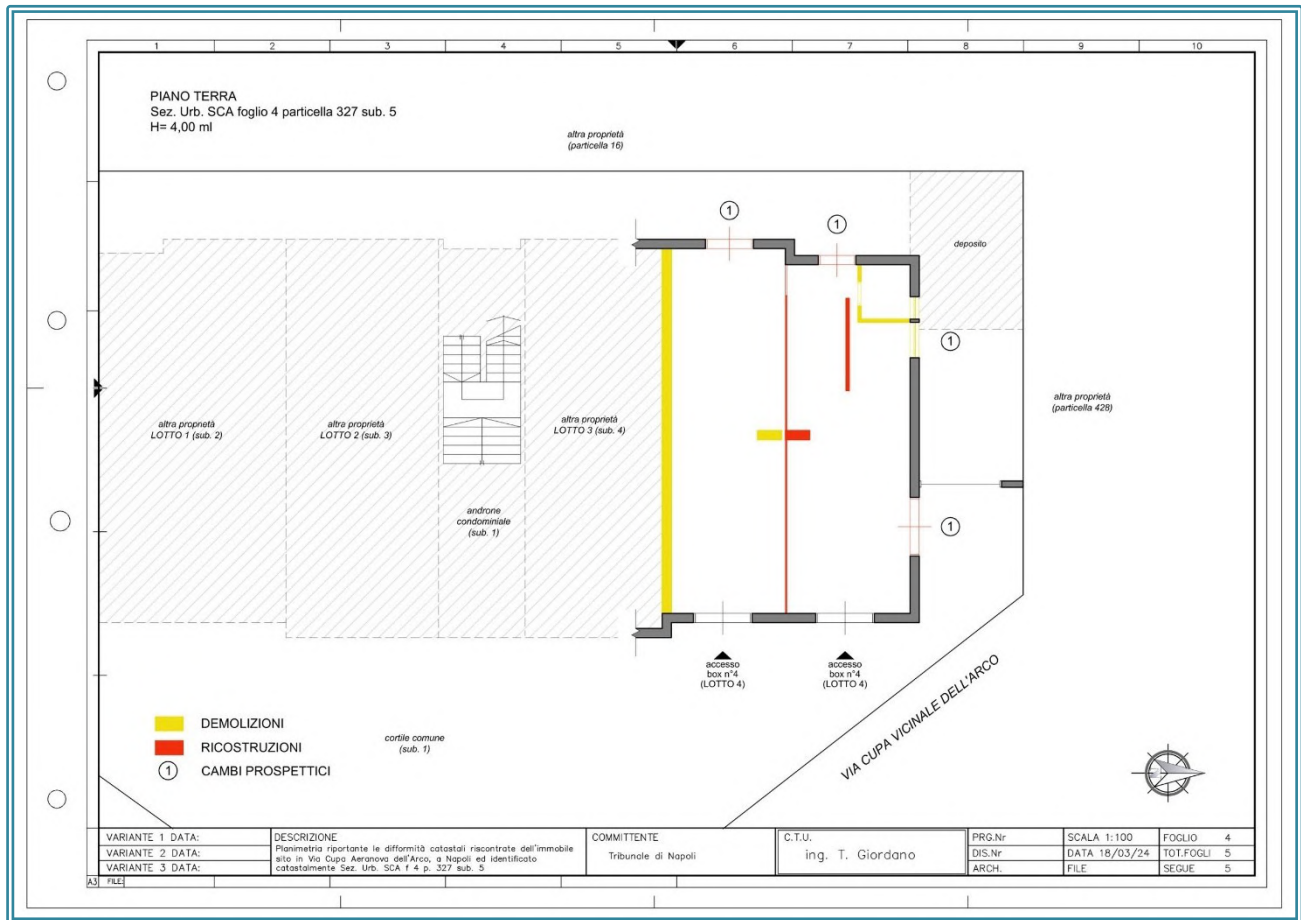 1 2 3 4 5 6 7 8 9 10
PIANO TERRA
Sez. Urb. SCA foglio 4 particella 327 sub. 5
H= 4,00 ml
altra proprietà
(particella 16)
1
1
deposito
1
altra proprietà
(particella 428)
altra proprietà
LOTTO 1 (sub. 2)
altra proprietà
LOTTO 2 (sub. 3)
altra proprietà
LOTTO 3 (sub. 4)
androne
condominiale
(sub. 1)
1
accesso
box n°4
(LOTTO 4)
accesso
box n°4
(LOTTO 4)
VIA CUPA VICINALE DELL'ARCO
DEMOLIZIONI
RICOSTRUZIONI
1 CAMBI PROSPETTICI
cortile comune
(sub. 1)
VARIANTE 1 DATA:
VARIANTE 2 DATA:
VARIANTE 3 DATA:
DESCRIZIONE
Planimetria riportante le difformità catastali riscontrate dell'immobile
sito in Via Cupa Aeranova dell'Arco, a Napoli ed identificato
catastalmente Sez. Urb. SCA f 4 p. 327 sub. 5
COMMITTENTE
Tribunale di Napoli
C.T.U.
ing. T. Giordano
PRG.Nr
DIS.Nr
ARCH.
SCALA 1:100
DATA 18/03/24
FILE
FOGLIO 4
TOT.FOGLI 5
SEGUE 5
A3 FILE: